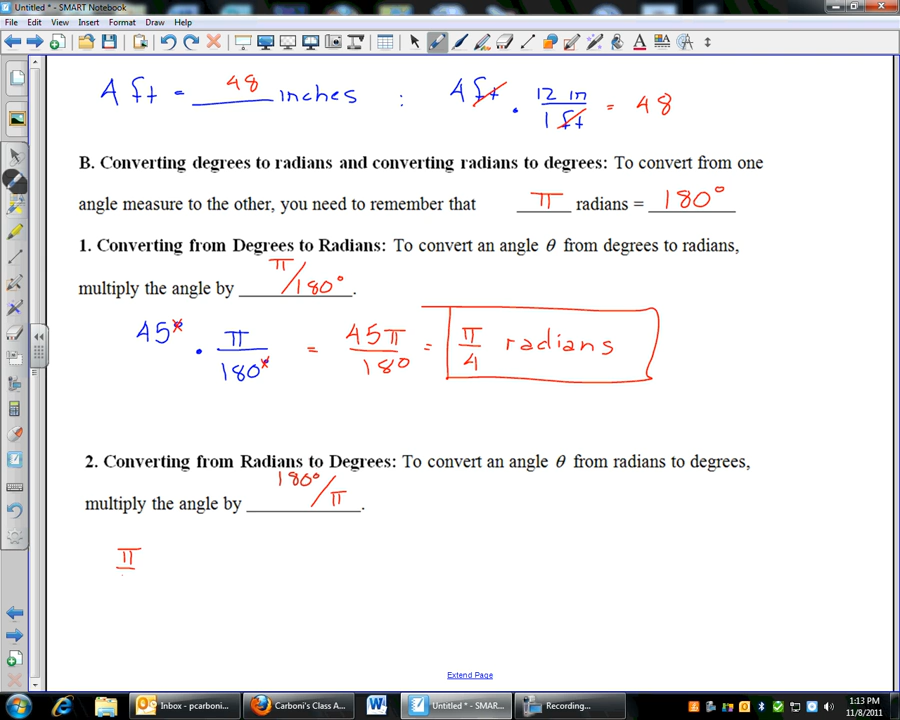 Untitled * - SMART Notebook
File Edit View Insert Format Tools Draw Help
4 ft = 48 inches : 4 ft · 12 in / 1 ft = 48
B. Converting degrees to radians and converting radians to degrees: To convert from one
angle measure to the other, you need to remember that π radians = 180°
1. Converting from Degrees to Radians: To convert an angle θ from degrees to radians,
multiply the angle by π/180°.
45° · π/180° = 45π/180 = π/4 radians
2. Converting from Radians to Degrees: To convert an angle θ from radians to degrees,
multiply the angle by 180°/π.
π
Extend Page
Inbox - pcarboni... Carboni's Class A... Untitled * - SMAR... Recording... 1:13 PM
11/8/2011